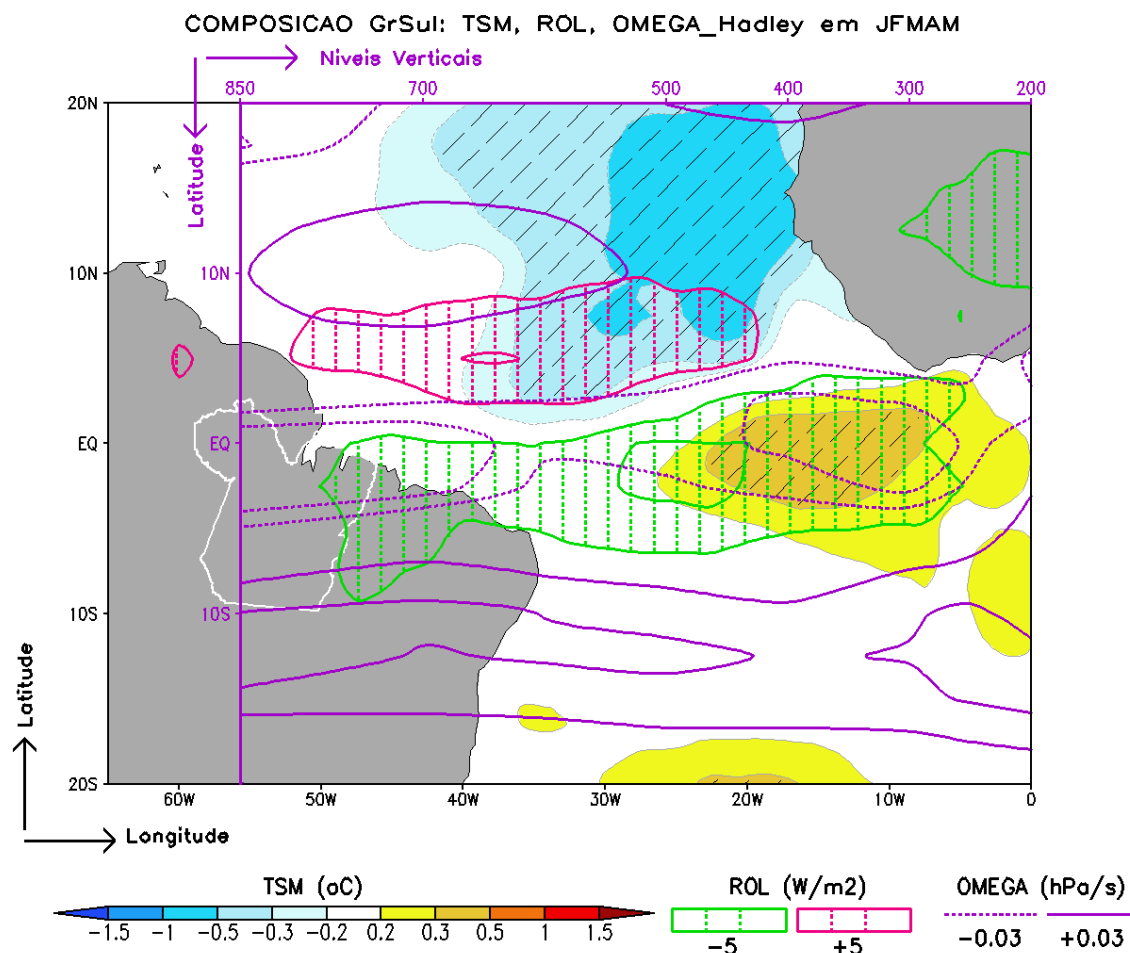 COMPOSICAO GrSul: TSM, ROL, OMEGA_Hadley em JFMAM
Niveis Verticais
850 700 500 400 300 200
Latitude
20N
10N
EQ
10S
20S
10N
EQ
10S
Latitude
60W 50W 40W 30W 20W 10W 0
Longitude
TSM (oC) ROL (W/m2) OMEGA (hPa/s)
-1.5 -1 -0.5 -0.3 -0.2 0.2 0.3 0.5 1 1.5
-5 +5 -0.03 +0.03